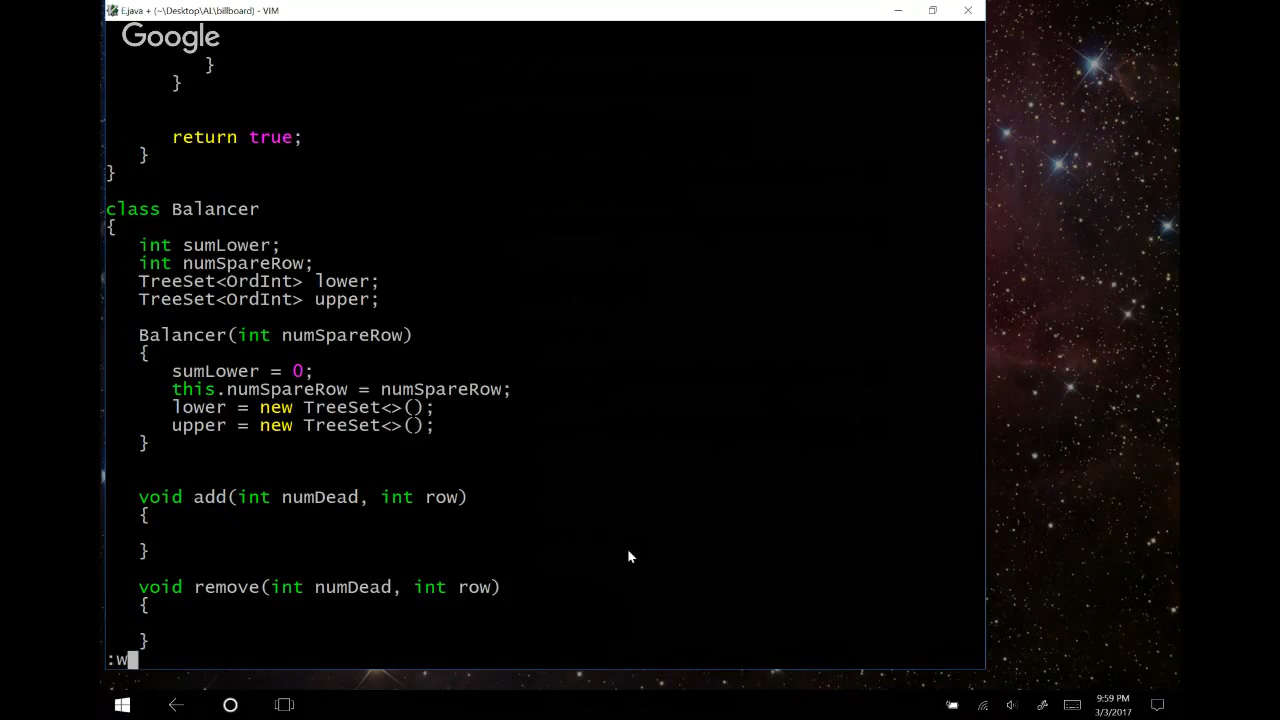 E.java + (~\Desktop\AL\billboard) - VIM
Google
}
}
return true;
}
}
class Balancer
{
int sumLower;
int numSpareRow;
TreeSet<OrdInt> lower;
TreeSet<OrdInt> upper;
Balancer(int numSpareRow)
{
sumLower = 0;
this.numSpareRow = numSpareRow;
lower = new TreeSet<>();
upper = new TreeSet<>();
}
void add(int numDead, int row)
{
}
void remove(int numDead, int row)
{
}
:w
9:59 PM
3/3/2017